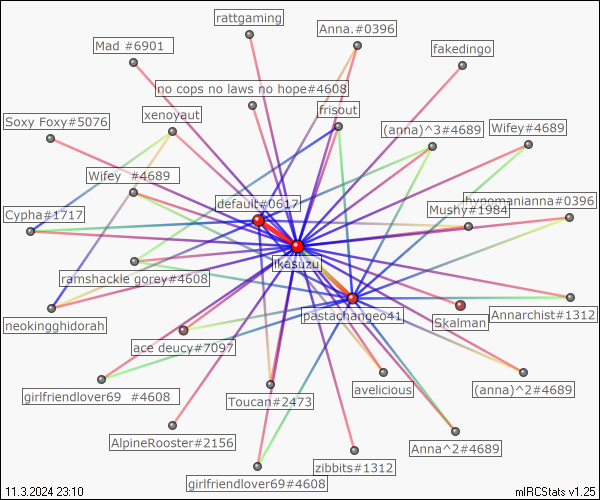 rattgaming
Anna.#0396
Mad #6901
fakedingo
no cops no laws no hope#4608
frisout
Soxy Foxy#5076
xenoyaut
(anna)^3#4689
Wifey#4689
Wifey #4689
default#0617
hypnomanianna#0396
Cypha#1717
Mushy#1984
ikasuzu
ramshackle gorey#4608
neokingghidorah
pastachangeo41
Skalman
Annarchist#1312
ace deucy#7097
girlfriendlover69 #4608
Toucan#2473
avelicious
(anna)^2#4689
AlpineRooster#2156
Anna^2#4689
zibbits#1312
girlfriendlover69#4608
11.3.2024 23:10
mIRCStats v1.25